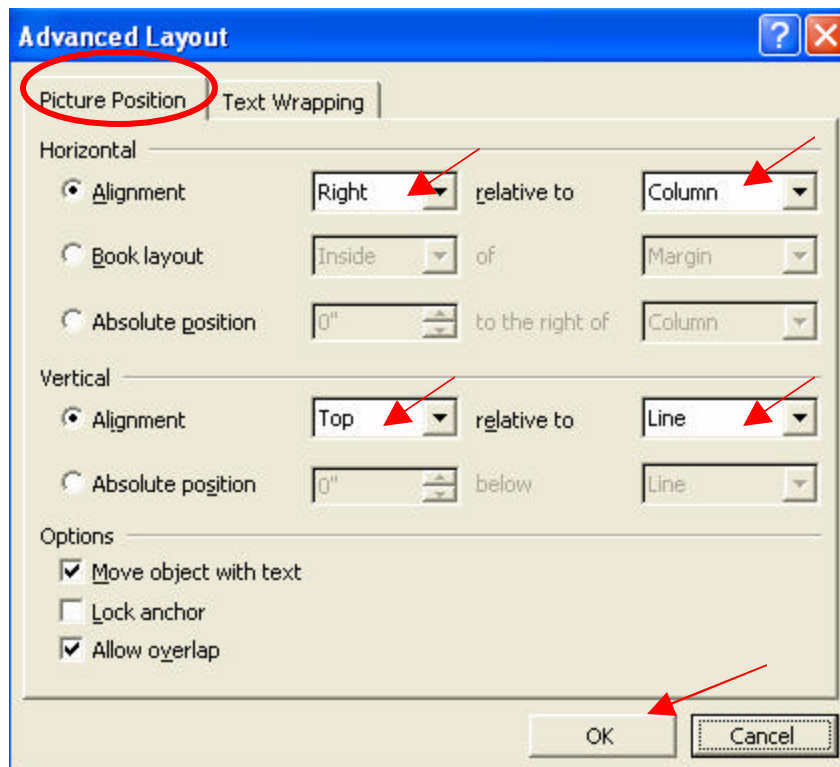 Advanced Layout
Picture Position Text Wrapping
Horizontal
Alignment Right relative to Column
Book layout Inside of Margin
Absolute position 0" to the right of Column
Vertical
Alignment Top relative to Line
Absolute position 0" below Line
Options
Move object with text
Lock anchor
Allow overlap
OK Cancel